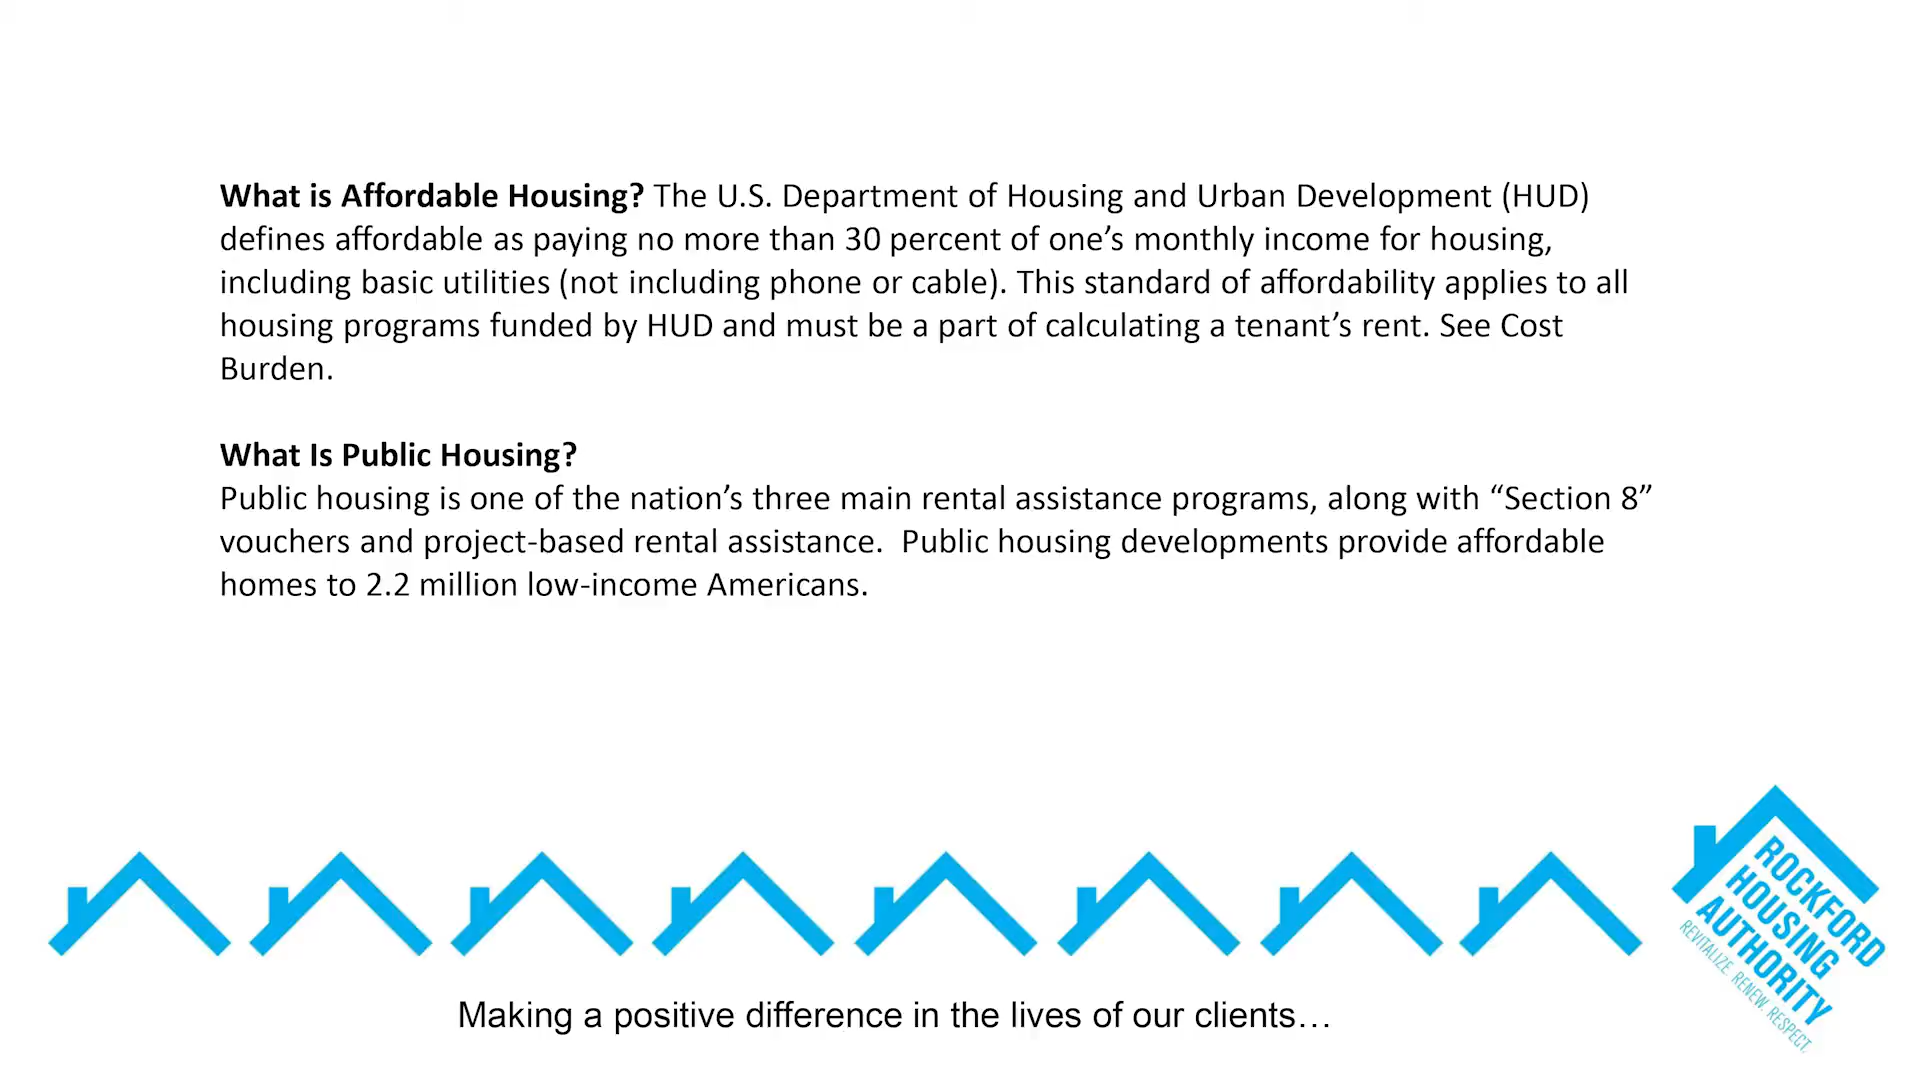 What is Affordable Housing? The U.S. Department of Housing and Urban Development (HUD)
defines affordable as paying no more than 30 percent of one’s monthly income for housing,
including basic utilities (not including phone or cable). This standard of affordability applies to all
housing programs funded by HUD and must be a part of calculating a tenant’s rent. See Cost
Burden.
What Is Public Housing?
Public housing is one of the nation’s three main rental assistance programs, along with “Section 8”
vouchers and project-based rental assistance.  Public housing developments provide affordable
homes to 2.2 million low-income Americans.
ROCKFORD
HOUSING
AUTHORITY
REVITALIZE. RENEW. RESPECT.
Making a positive difference in the lives of our clients…